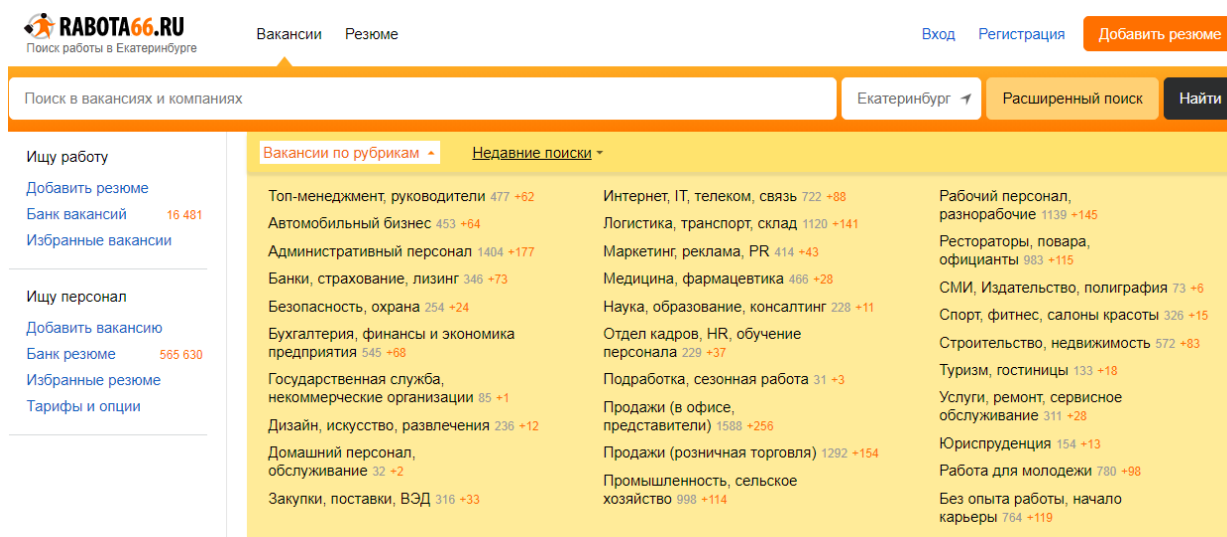 RABOTA66.RU
Поиск работы в Екатеринбурге
Вакансии Резюме
Вход Регистрация Добавить резюме
Поиск в вакансиях и компаниях Екатеринбург Расширенный поиск Найти
Ищу работу
Добавить резюме
Банк вакансий 16 481
Избранные вакансии
Ищу персонал
Добавить вакансию
Банк резюме 565 630
Избранные резюме
Тарифы и опции
Вакансии по рубрикам Недавние поиски
Топ-менеджмент, руководители 477 +62
Автомобильный бизнес 453 +64
Административный персонал 1404 +177
Банки, страхование, лизинг 346 +73
Безопасность, охрана 254 +24
Бухгалтерия, финансы и экономика
предприятия 545 +68
Государственная служба,
некоммерческие организации 85 +1
Дизайн, искусство, развлечения 236 +12
Домашний персонал,
обслуживание 32 +2
Закупки, поставки, ВЭД 316 +33
Интернет, IT, телеком, связь 722 +88
Логистика, транспорт, склад 1120 +141
Маркетинг, реклама, PR 414 +43
Медицина, фармацевтика 466 +28
Наука, образование, консалтинг 228 +11
Отдел кадров, HR, обучение
персонала 229 +37
Подработка, сезонная работа 31 +3
Продажи (в офисе,
представители) 1588 +256
Продажи (розничная торговля) 1292 +154
Промышленность, сельское
хозяйство 998 +114
Рабочий персонал,
разнорабочие 1139 +145
Рестораторы, повара,
официанты 983 +115
СМИ, Издательство, полиграфия 73 +6
Спорт, фитнес, салоны красоты 326 +15
Строительство, недвижимость 572 +83
Туризм, гостиницы 133 +18
Услуги, ремонт, сервисное
обслуживание 311 +28
Юриспруденция 154 +13
Работа для молодежи 780 +98
Без опыта работы, начало
карьеры 764 +119